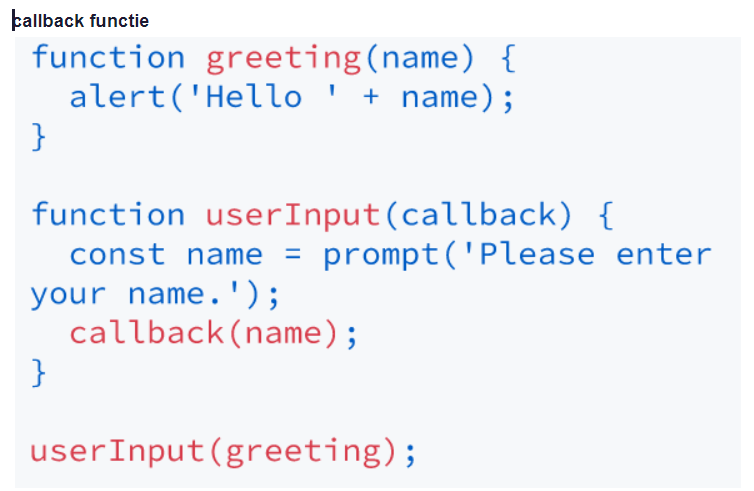 callback functie
function greeting(name) {
  alert('Hello ' + name);
}

function userInput(callback) {
  const name = prompt('Please enter
your name.');
  callback(name);
}

userInput(greeting);